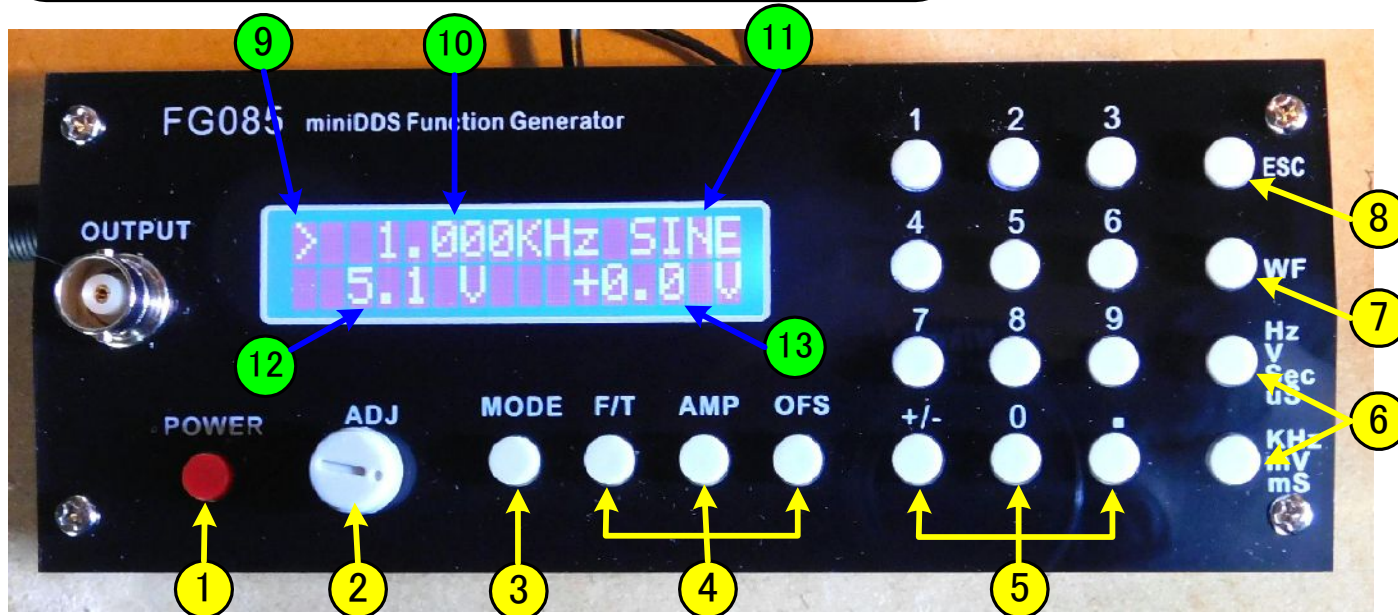 9 10 11
FG085 miniDDS Function Generator
1 2 3
ESC
8
OUTPUT
> 1.000KHz SINE
5.1 V +0.0 V
4 5 6
WF
7
12 13
7 8 9
Hz
V
Sec
uS
6
POWER ADJ MODE F/T AMP OFS
+/- 0 .
KHz
mV
mS
1 2 3 4 5